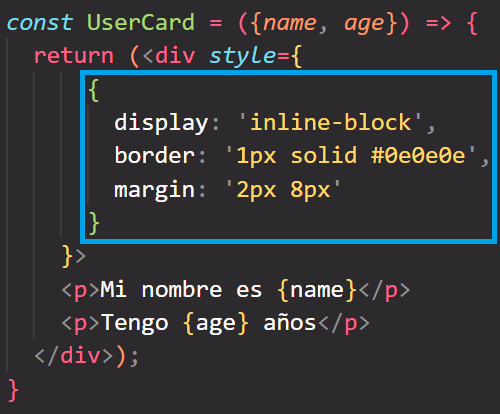 const UserCard = ({name, age}) => {
  return (<div style={
    {
      display: 'inline-block',
      border: '1px solid #0e0e0e',
      margin: '2px 8px'
    }
    }>
    <p>Mi nombre es {name}</p>
    <p>Tengo {age} años</p>
  </div>);
}